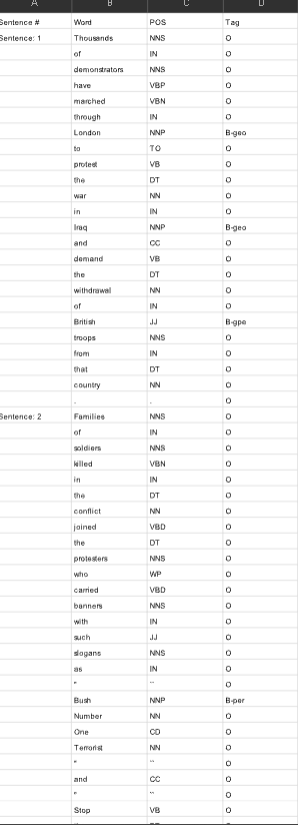 A B C D
Sentence # Word POS Tag
Sentence: 1 Thousands NNS O
of IN O
demonstrators NNS O
have VBP O
marched VBN O
through IN O
London NNP B-geo
to TO O
protest VB O
the DT O
war NN O
in IN O
Iraq NNP B-geo
and CC O
demand VB O
the DT O
withdrawal NN O
of IN O
British JJ B-gpe
troops NNS O
from IN O
that DT O
country NN O
. . O
Sentence: 2 Families NNS O
of IN O
soldiers NNS O
killed VBN O
in IN O
the DT O
conflict NN O
joined VBD O
the DT O
protesters NNS O
who WP O
carried VBD O
banners NNS O
with IN O
such JJ O
slogans NNS O
as IN O
" `` O
Bush NNP B-per
Number NN O
One CD O
Terrorist NN O
" `` O
and CC O
" `` O
Stop VB O